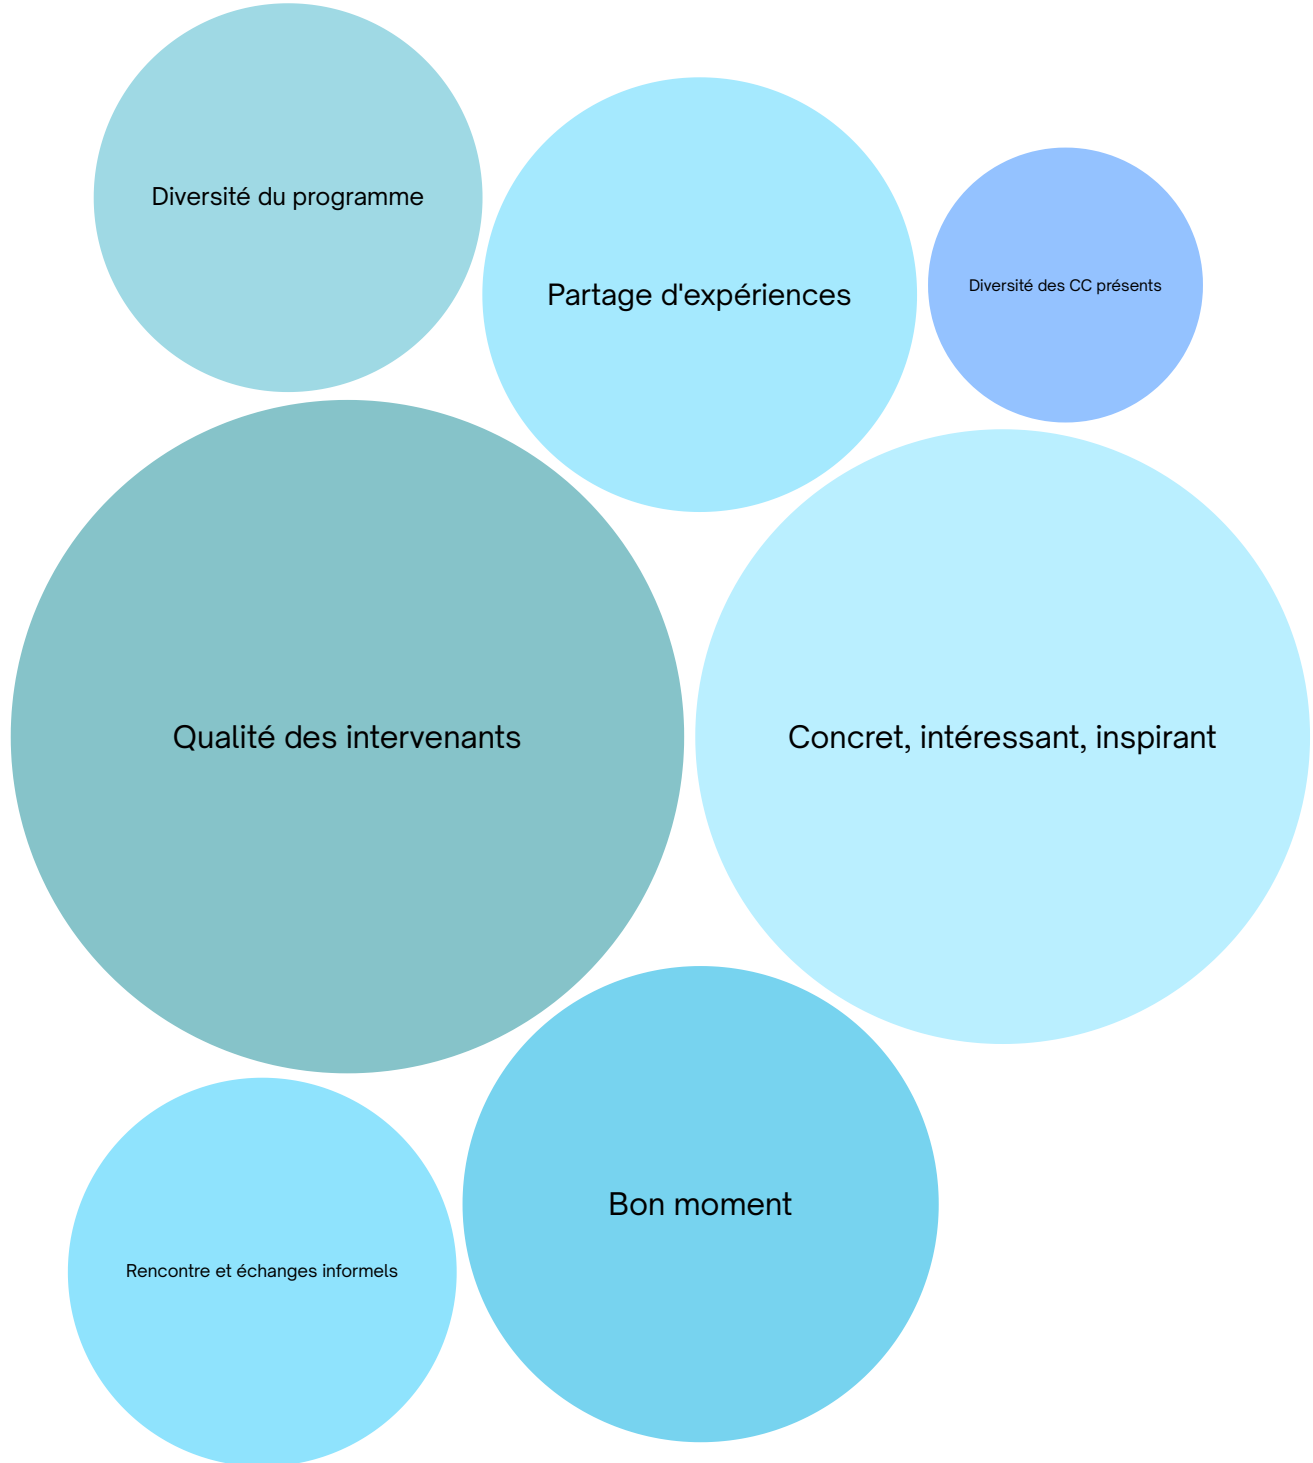 Diversité du programme
Partage d'expériences
Diversité des CC présents
Qualité des intervenants
Concret, intéressant, inspirant
Bon moment
Rencontre et échanges informels